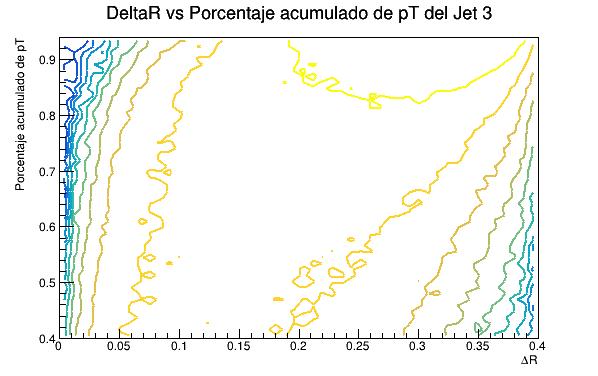 DeltaR vs Porcentaje acumulado de pT del Jet 3
Porcentaje acumulado de pT
0.9
0.8
0.7
0.6
0.5
0.4
0 0.05 0.1 0.15 0.2 0.25 0.3 0.35 0.4
ΔR